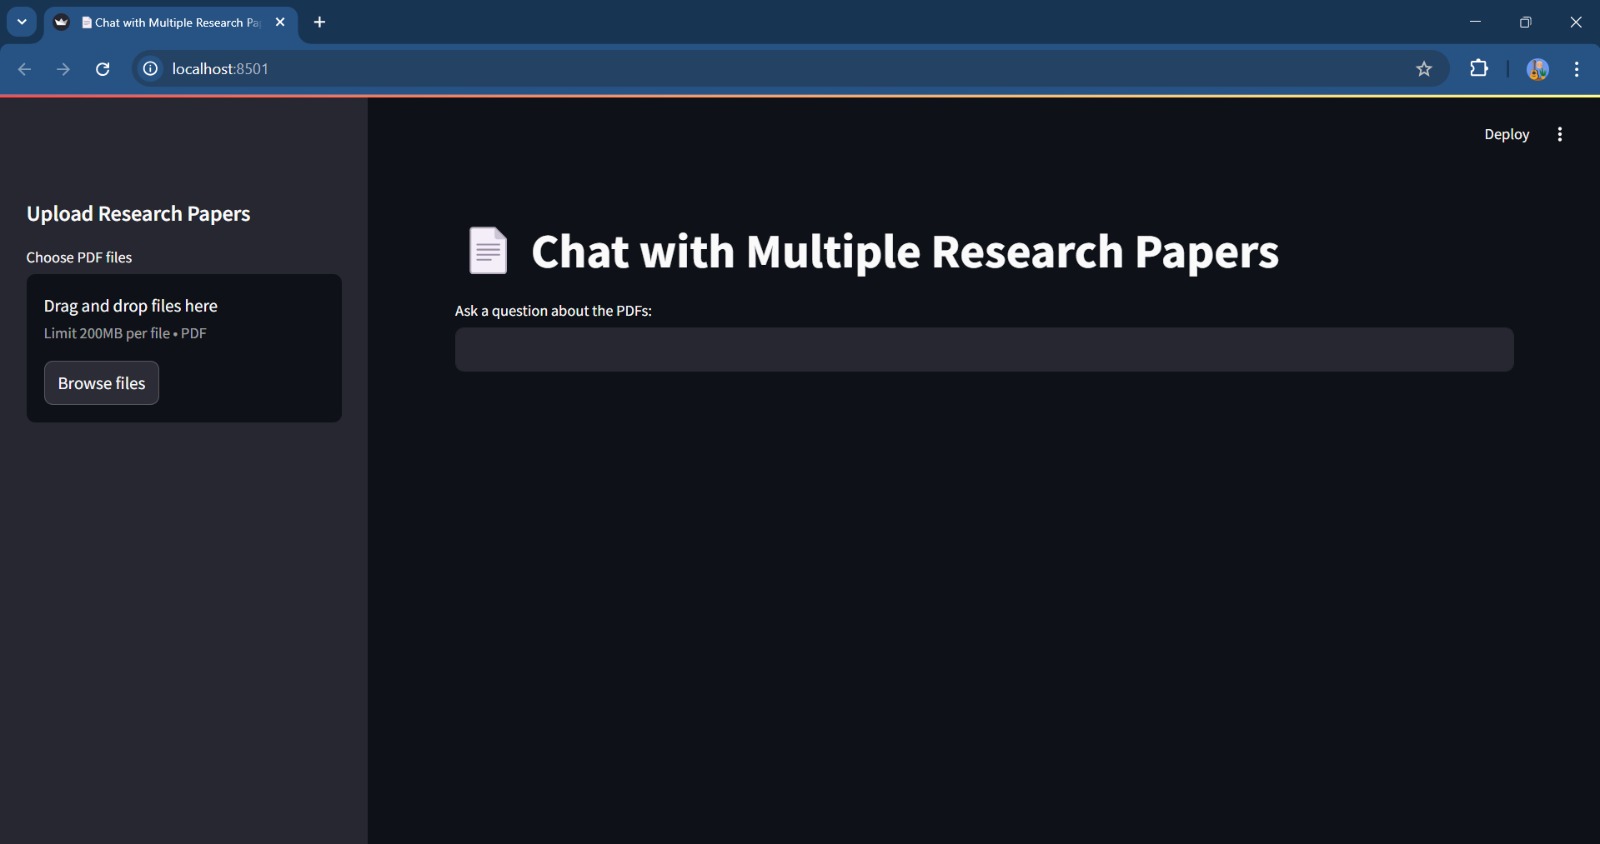 Chat with Multiple Research Pa
localhost:8501
Deploy
Upload Research Papers
Choose PDF files
Drag and drop files here
Limit 200MB per file • PDF
Browse files
Chat with Multiple Research Papers
Ask a question about the PDFs: